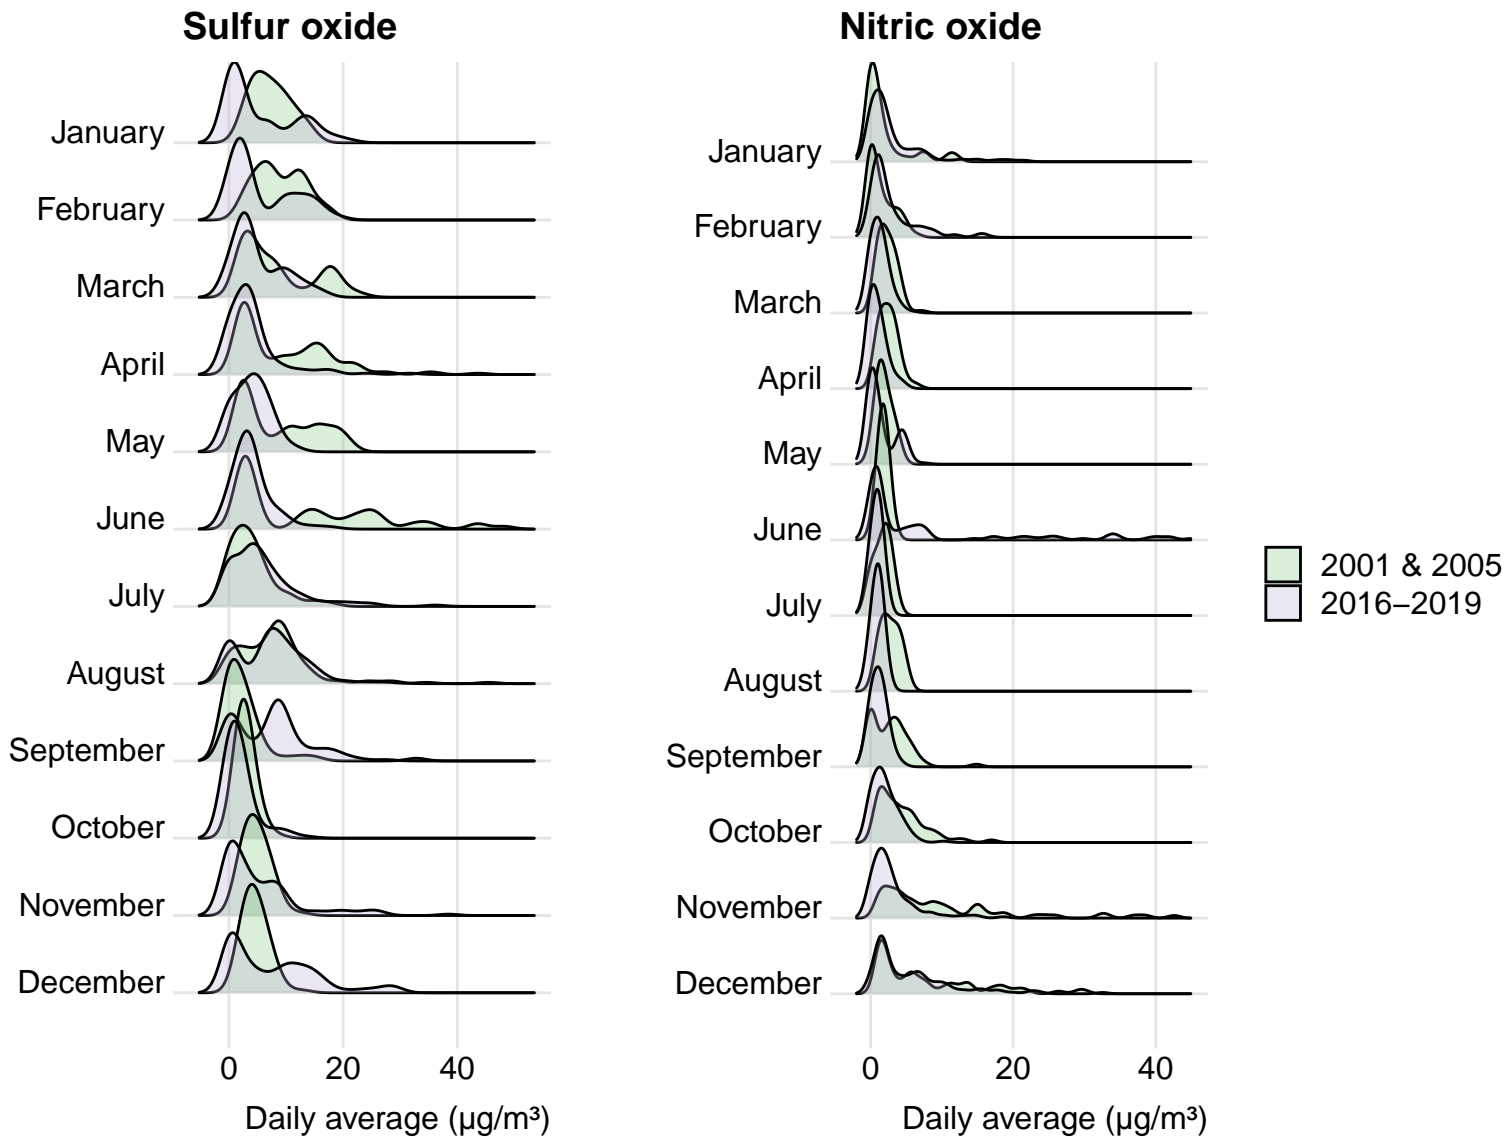 Sulfur oxide
January
February
March
April
May
June
July
August
September
October
November
December
0 20 40
Daily average (μg/m³)
Nitric oxide
January
February
March
April
May
June
July
August
September
October
November
December
0 20 40
Daily average (μg/m³)
2001 & 2005
2016−2019